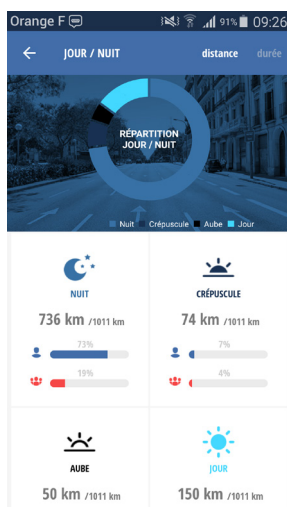 Orange F 91% 09:26
JOUR / NUIT distance durée
RÉPARTITION
JOUR / NUIT
Nuit Crépuscule Aube Jour
NUIT CRÉPUSCULE
736 km /1011 km 74 km /1011 km
73% 7%
19% 4%
AUBE JOUR
50 km /1011 km 150 km /1011 km